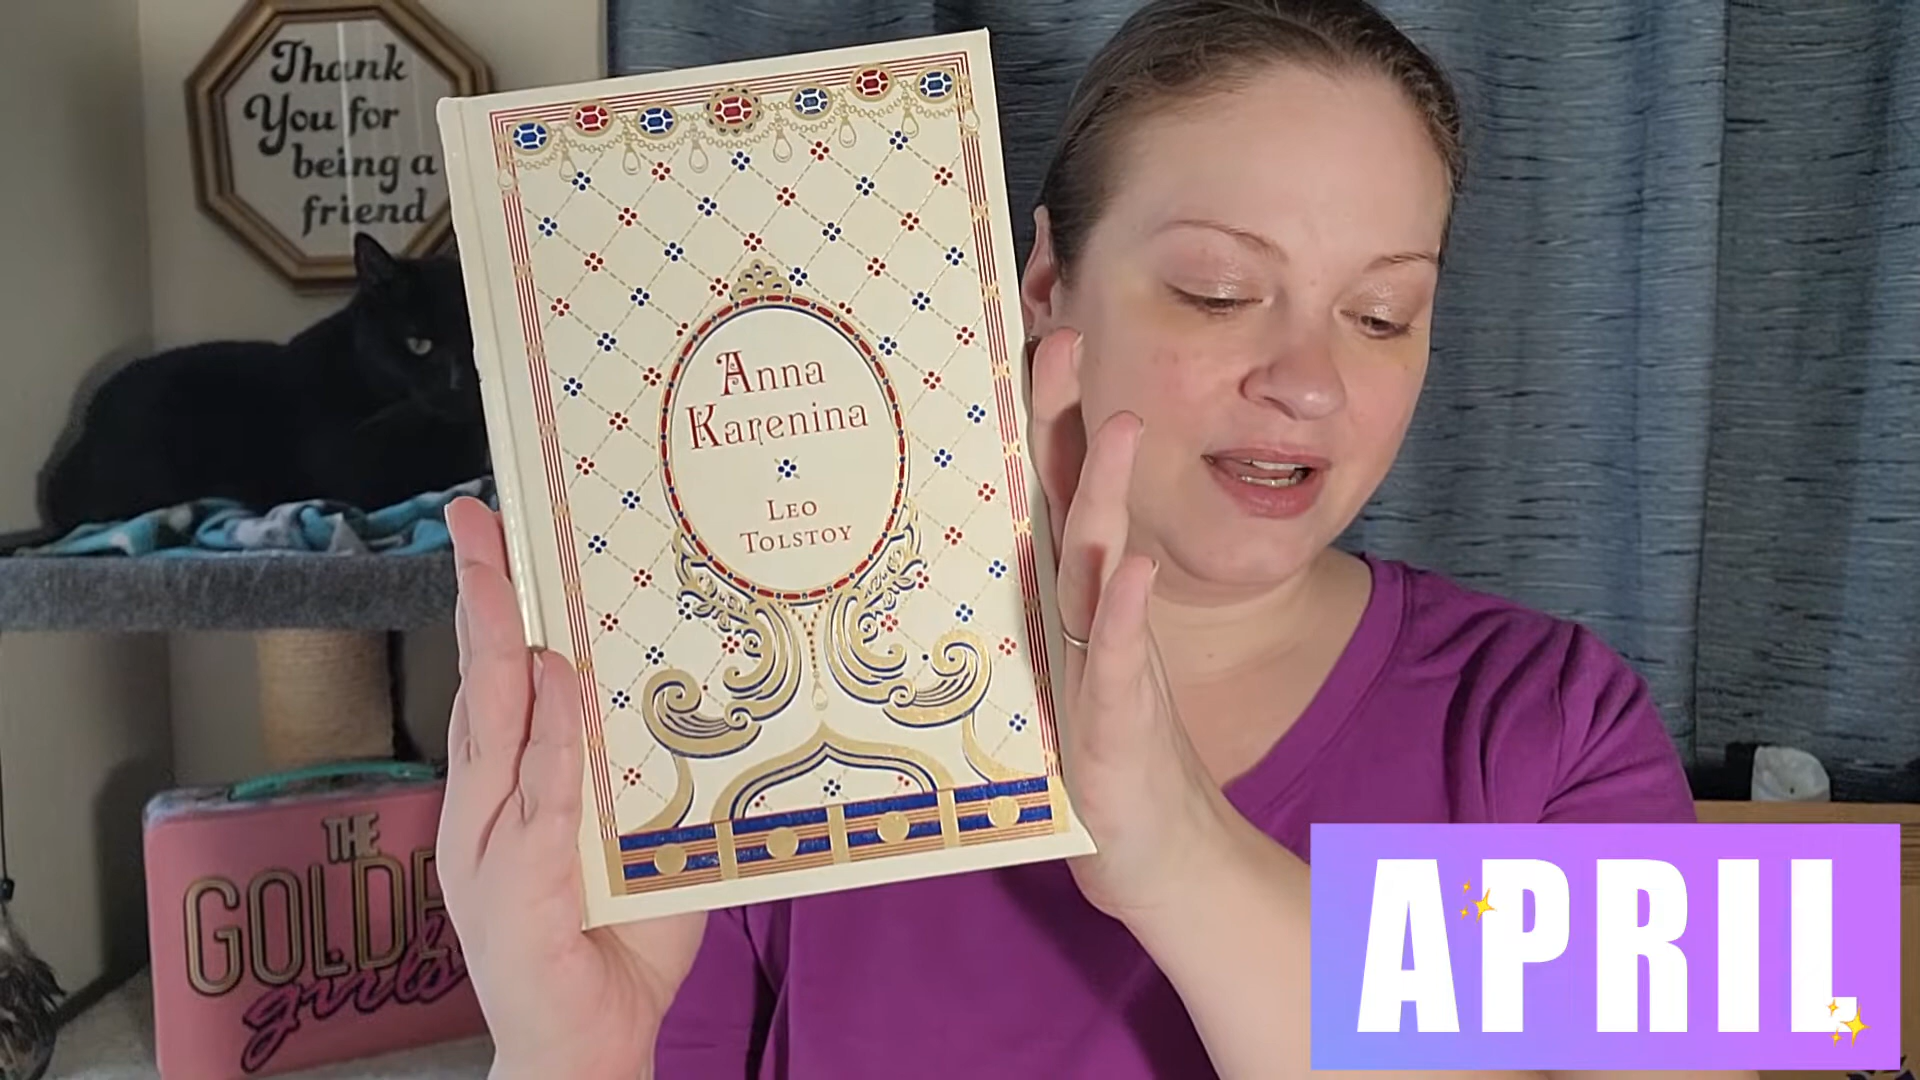 Thank
You for
being a
friend
Anna
Karenina
LEO
TOLSTOY
THE
GOLDE
girls
APRIL